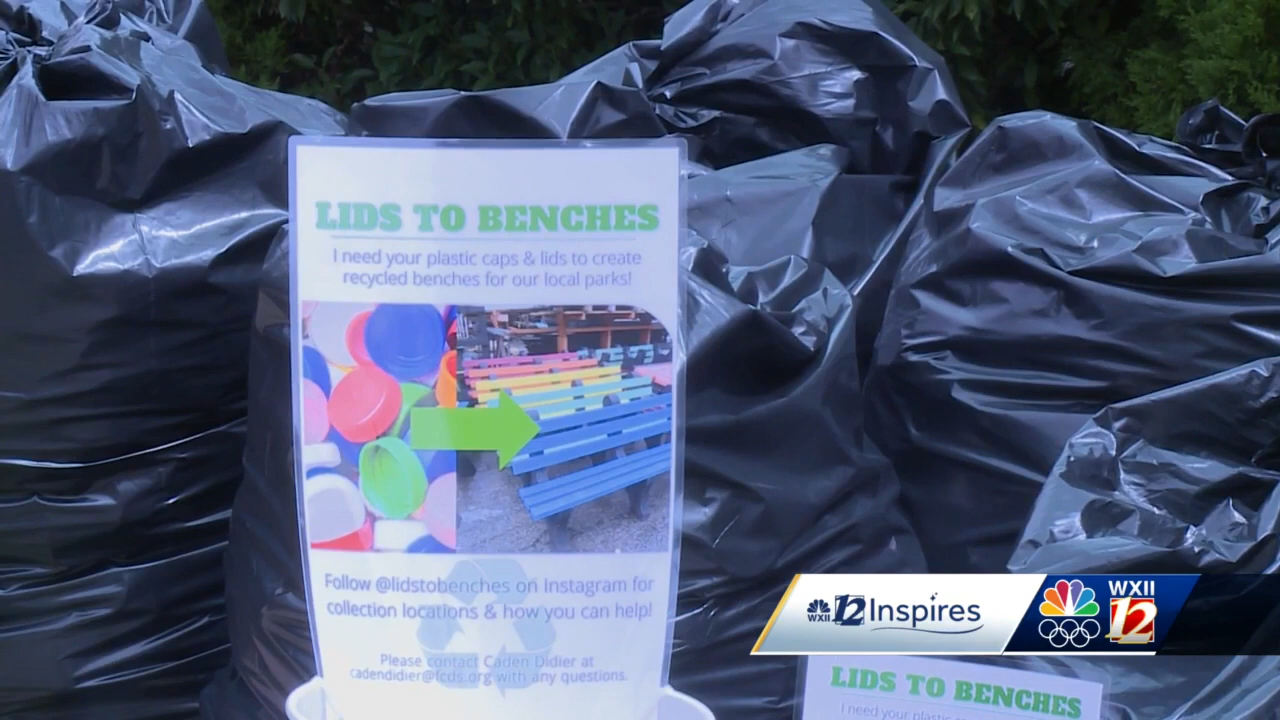 LIDS TO BENCHES
I need your plastic caps & lids to create
recycled benches for our local parks!
Follow @lidstobenches on Instagram for
collection locations & how you can help!
Please contact Caden Didier at
cadendidier@fcds.org with any questions.
WXII 12 Inspires
WXII
12
LIDS TO BENCHES
I need your plastic